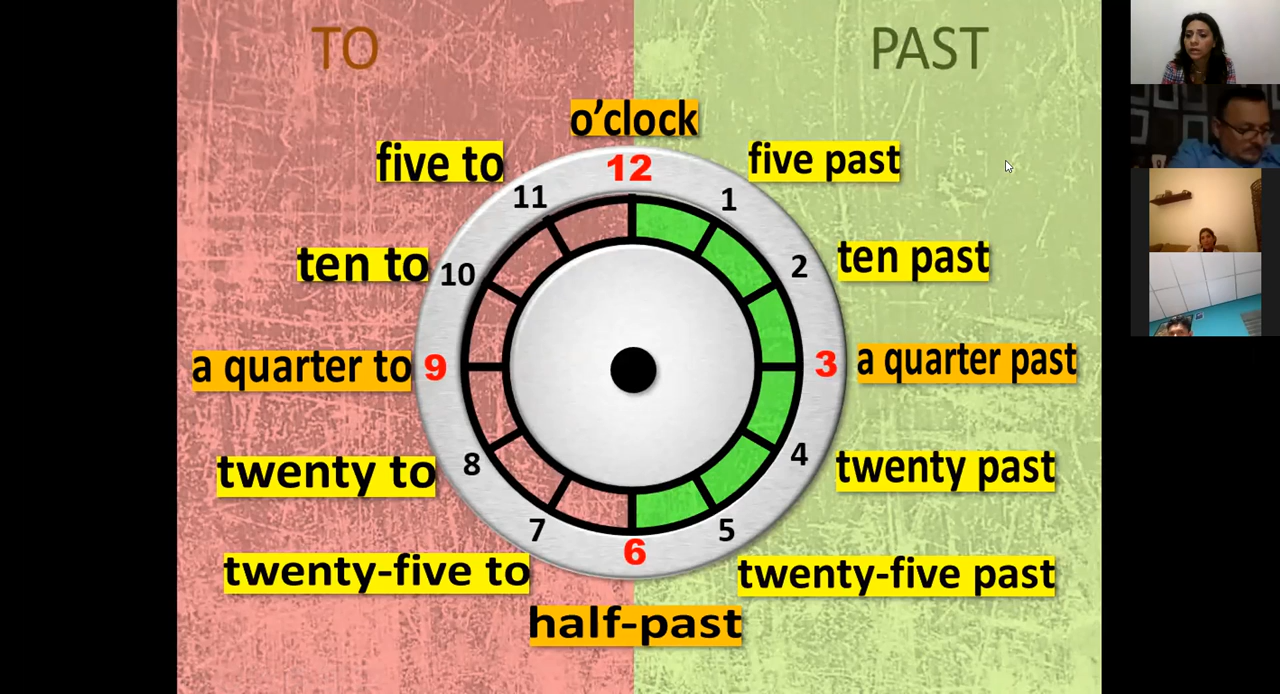 TO
PAST
o’clock
five to
12
five past
11
1
ten to
10
2
ten past
a quarter to
9
3
a quarter past
twenty to
8
4
twenty past
7
5
twenty-five to
6
twenty-five past
half-past